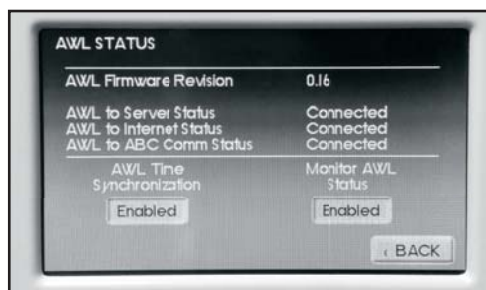 AWL STATUS
AWL Firmware Revision 0.16
AWL to Server Status Connected
AWL to Internet Status Connected
AWL to ABC Comm Status Connected
AWL Time Synchronization
Monitor AWL Status
Enabled Enabled
‹ BACK